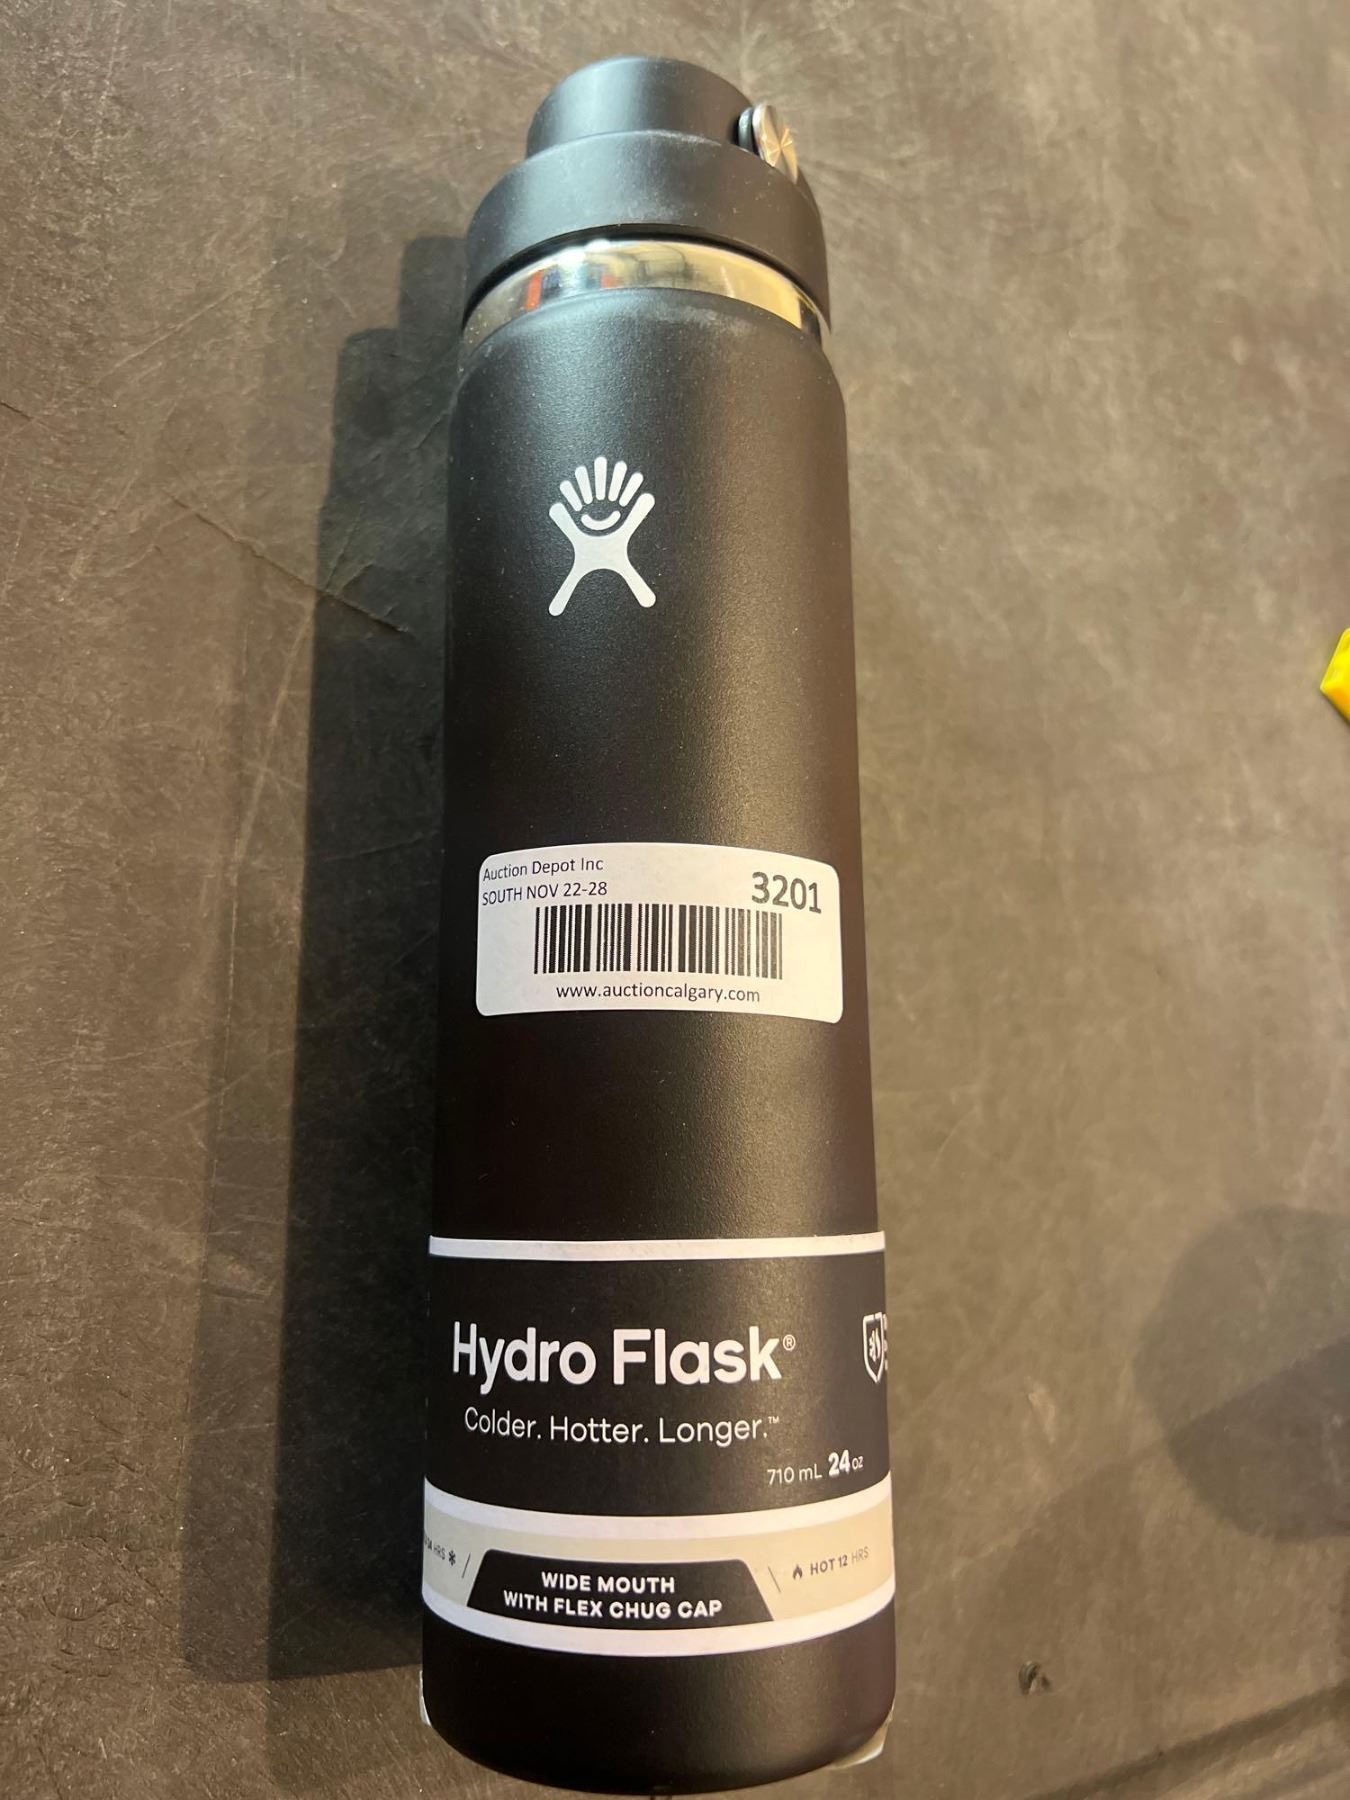 Auction Depot Inc
SOUTH NOV 22-28
3201
www.auctioncalgary.com
Hydro Flask®
Colder. Hotter. Longer.™
710 mL 24 oz
HRS
HOT 12 HRS
WIDE MOUTH
WITH FLEX CHUG CAP